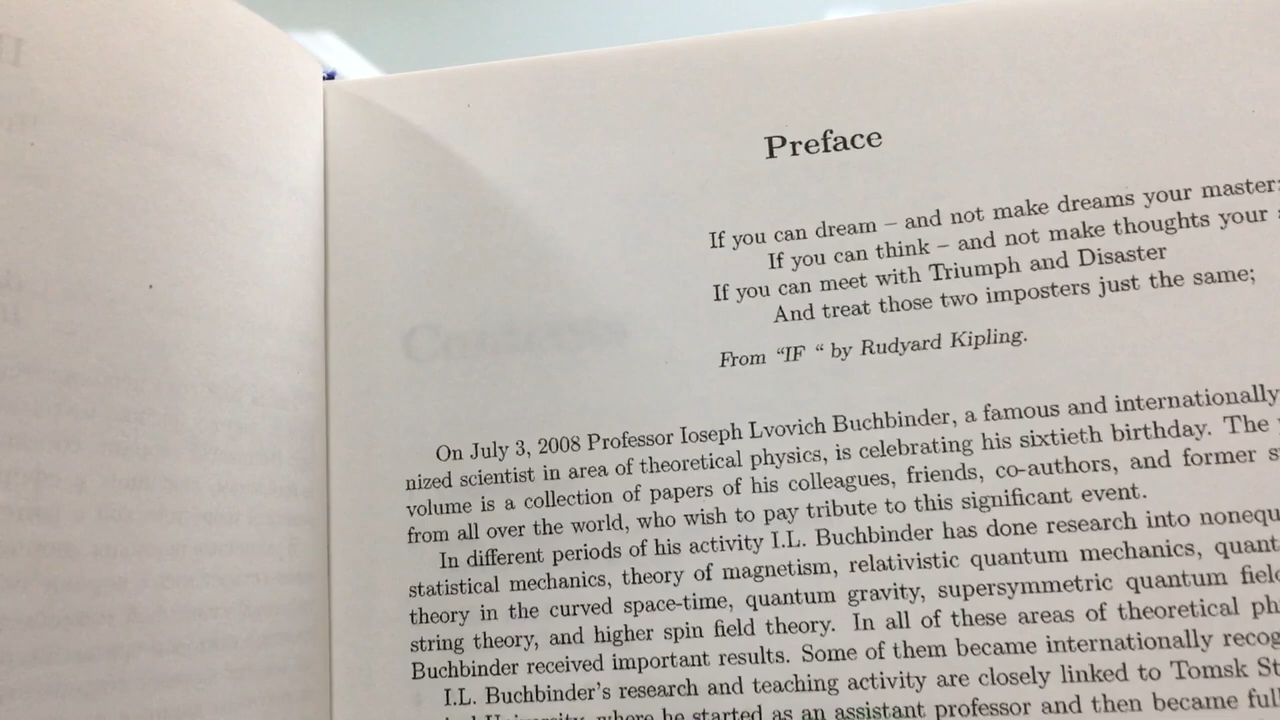 Preface
If you can dream – and not make dreams your master;
If you can think – and not make thoughts your
If you can meet with Triumph and Disaster
And treat those two imposters just the same;
From “IF “ by Rudyard Kipling.
On July 3, 2008 Professor Ioseph Lvovich Buchbinder, a famous and internationally
nized scientist in area of theoretical physics, is celebrating his sixtieth birthday. The
volume is a collection of papers of his colleagues, friends, co-authors, and former
from all over the world, who wish to pay tribute to this significant event.
In different periods of his activity I.L. Buchbinder has done research into nonequ
statistical mechanics, theory of magnetism, relativistic quantum mechanics, quant
theory in the curved space-time, quantum gravity, supersymmetric quantum fiel
string theory, and higher spin field theory. In all of these areas of theoretical ph
Buchbinder received important results. Some of them became internationally recog
I.L. Buchbinder’s research and teaching activity are closely linked to Tomsk St
University, where he started as an assistant professor and then became full